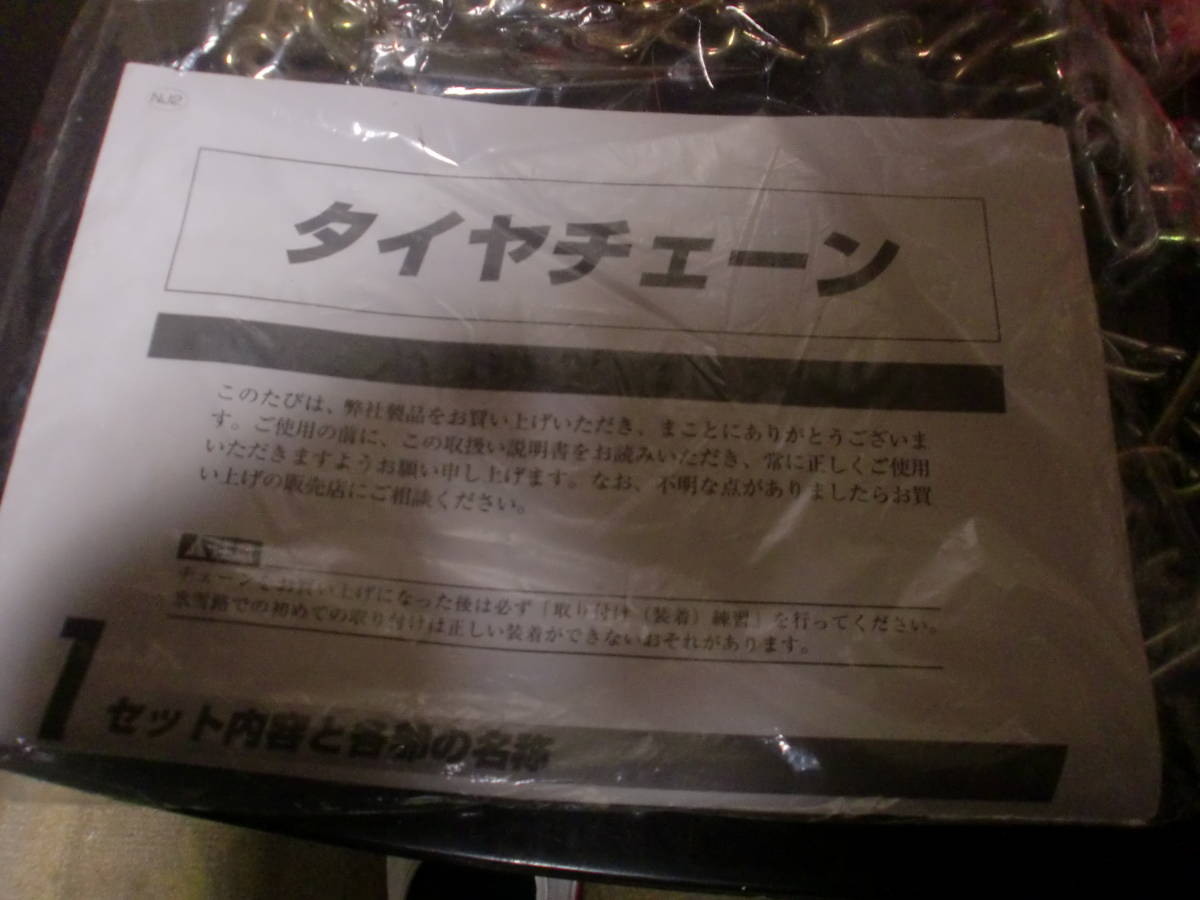 NJ2
タイヤチェーン
このたびは、弊社製品をお買い上げいただき、まことにありがとうございま
す。ご使用の前に、この取扱い説明書をお読みいただき、常に正しくご使用
いただきますようお願い申し上げます。なお、不明な点がありましたらお買
い上げの販売店にご相談ください。
チェーンをお買い上げになった後は必ず「取り付け（装着）練習」を行ってください。
氷雪路での初めての取り付けは正しい装着ができないおそれがあります。
1 セット内容と各部の名称